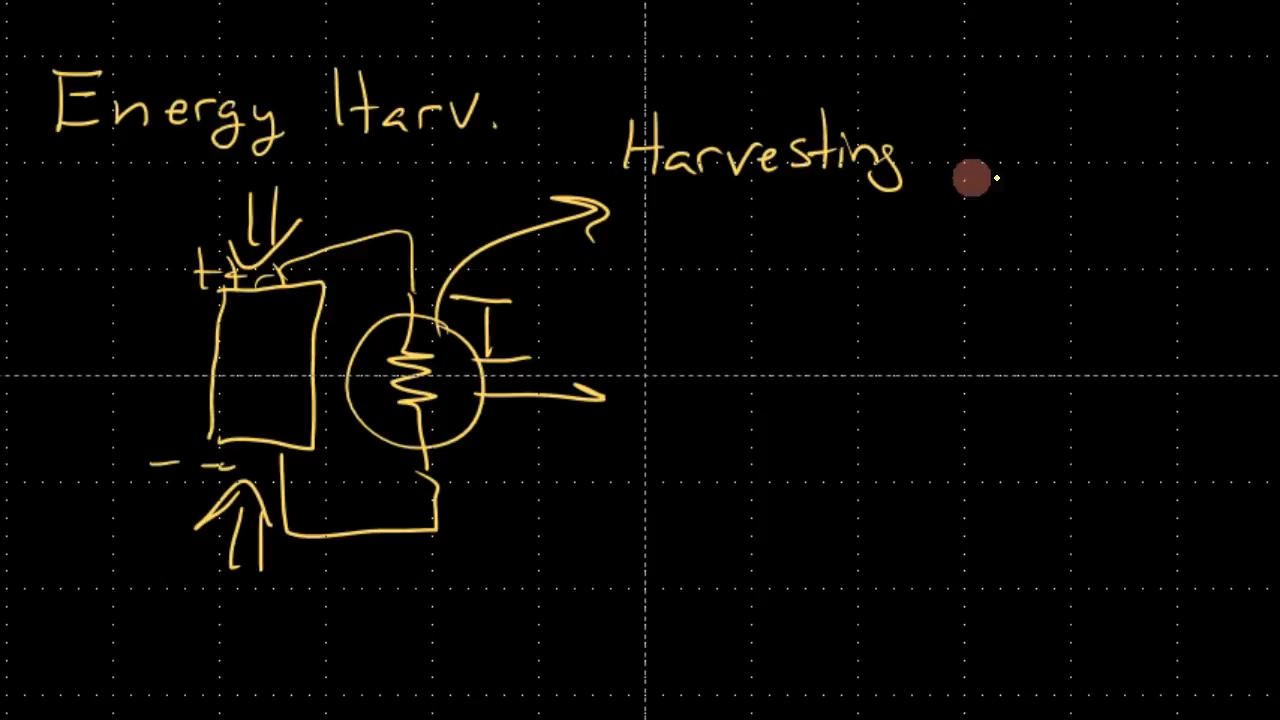 Energy Harv.
Harvesting
+ + -
I
- -